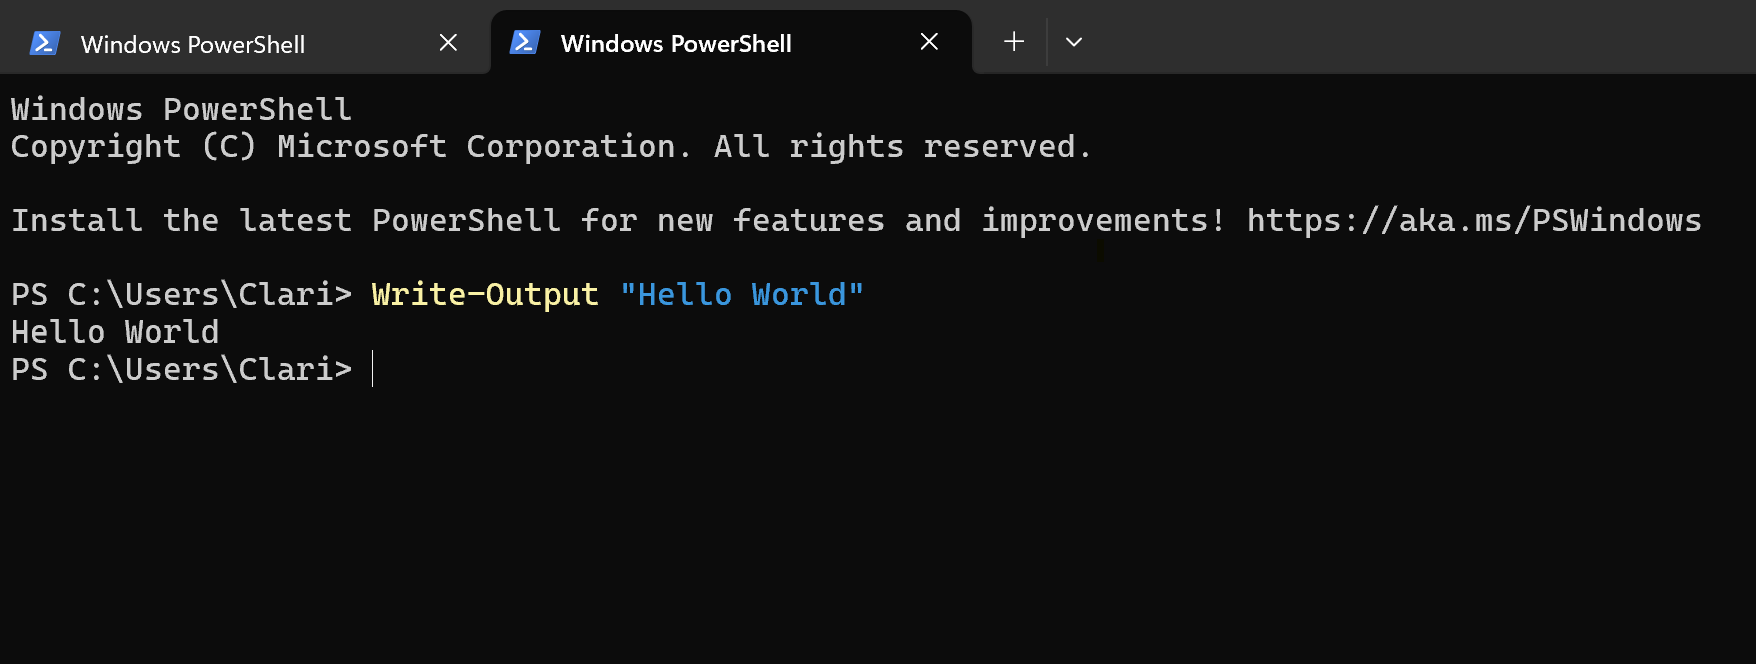 Windows PowerShell
Windows PowerShell
Windows PowerShell
Copyright (C) Microsoft Corporation. All rights reserved.
Install the latest PowerShell for new features and improvements! https://aka.ms/PSWindows
PS C:\Users\Clari> Write-Output "Hello World"
Hello World
PS C:\Users\Clari>